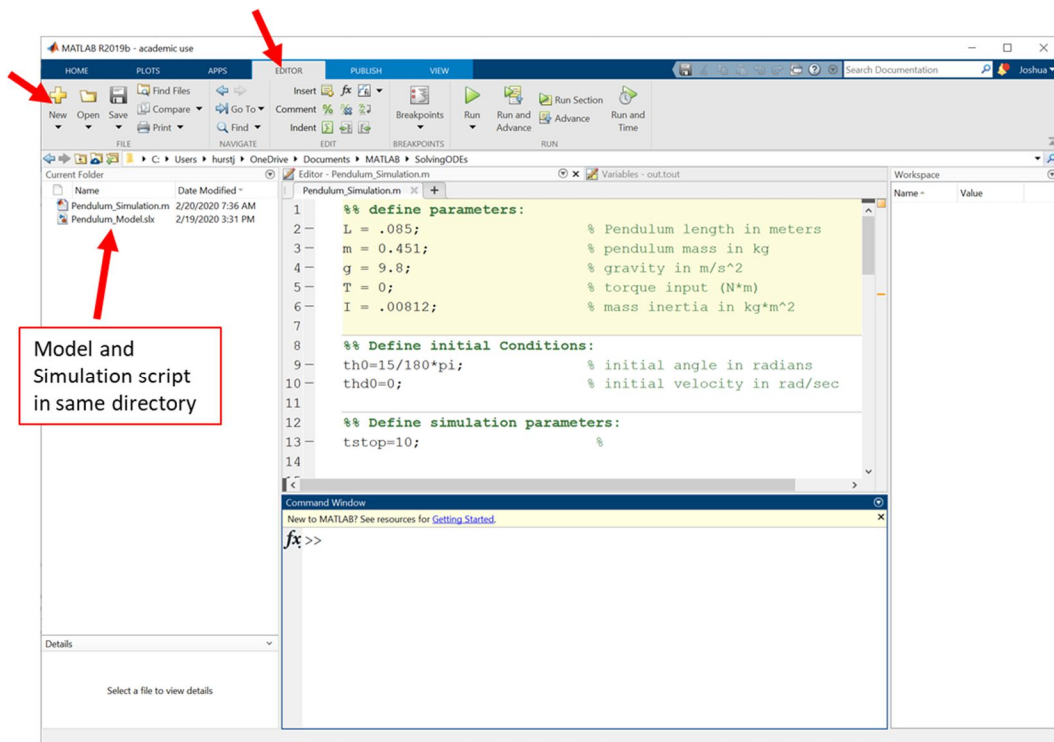 MATLAB R2019b - academic use
HOME PLOTS APPS EDITOR PUBLISH VIEW Search Documentation Joshua
New Open Save Find Files Compare Print Go To Find Insert fx Comment % Indent Breakpoints Run Run and Advance Run Section Advance Run and Time
FILE NAVIGATE EDIT BREAKPOINTS RUN
C: Users hurstj OneDrive Documents MATLAB SolvingODEs
Current Folder
Name Date Modified
Pendulum_Simulation.m 2/20/2020 7:36 AM
Pendulum_Model.slx 2/19/2020 3:31 PM
Model and
Simulation script
in same directory
Details
Select a file to view details
Editor - Pendulum_Simulation.m Variables - out.tout
Pendulum_Simulation.m
1 %% define parameters:
2 L = .085; % Pendulum length in meters
3 m = 0.451; % pendulum mass in kg
4 g = 9.8; % gravity in m/s^2
5 T = 0; % torque input (N*m)
6 I = .00812; % mass inertia in kg*m^2
7
8 %% Define initial Conditions:
9 th0=15/180*pi; % initial angle in radians
10 thd0=0; % initial velocity in rad/sec
11
12 %% Define simulation parameters:
13 tstop=10; %
14
Command Window
New to MATLAB? See resources for Getting Started.
fx >>
Workspace
Name Value